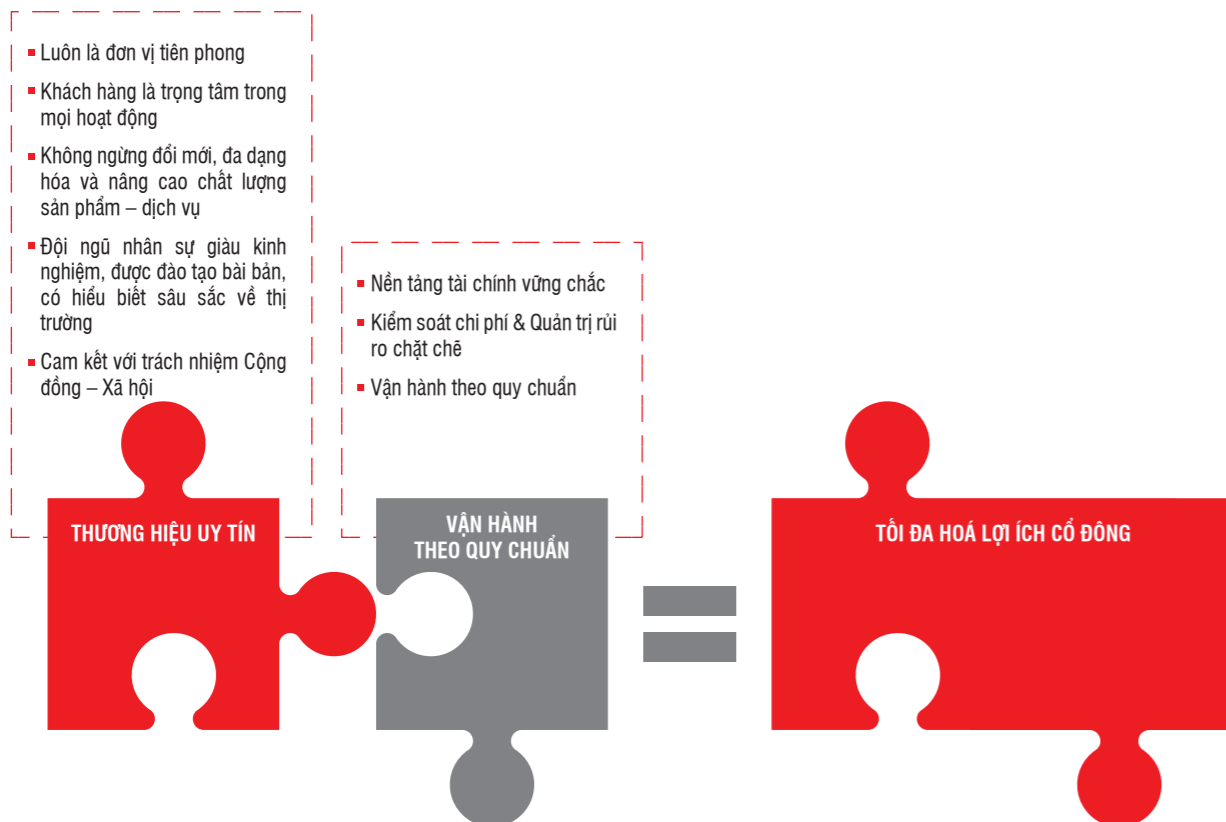 Luôn là đơn vị tiên phong
Khách hàng là trọng tâm trong
mọi hoạt động
Không ngừng đổi mới, đa dạng
hóa và nâng cao chất lượng
sản phẩm – dịch vụ
Đội ngũ nhân sự giàu kinh
nghiệm, được đào tạo bài bản,
có hiểu biết sâu sắc về thị
trường
Cam kết với trách nhiệm Cộng
đồng – Xã hội
THƯƠNG HIỆU UY TÍN
Nền tảng tài chính vững chắc
Kiểm soát chi phí & Quản trị rủi
ro chặt chẽ
Vận hành theo quy chuẩn
VẬN HÀNH
THEO QUY CHUẨN
TỐI ĐA HOÁ LỢI ÍCH CỔ ĐÔNG